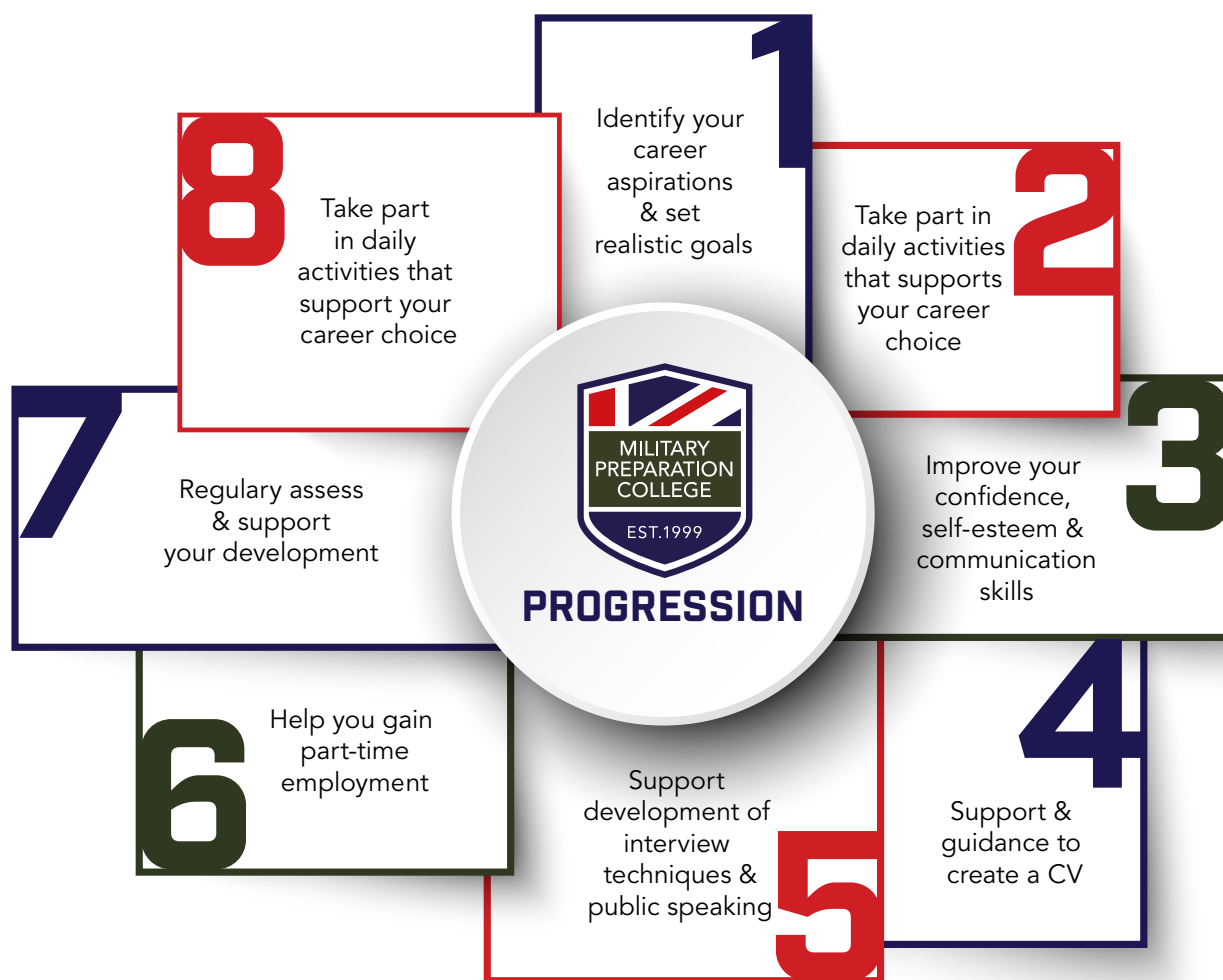 1
Identify your
career
aspirations
& set
realistic goals
2
Take part in
daily activities
that supports
your career
choice
3
Improve your
confidence,
self-esteem &
communication
skills
4
Support &
guidance to
create a CV
5
Support
development of
interview
techniques &
public speaking
6
Help you gain
part-time
employment
7
Regulary assess
& support
your development
8
Take part
in daily
activities that
support your
career choice
MILITARY
PREPARATION
COLLEGE
EST.1999
PROGRESSION